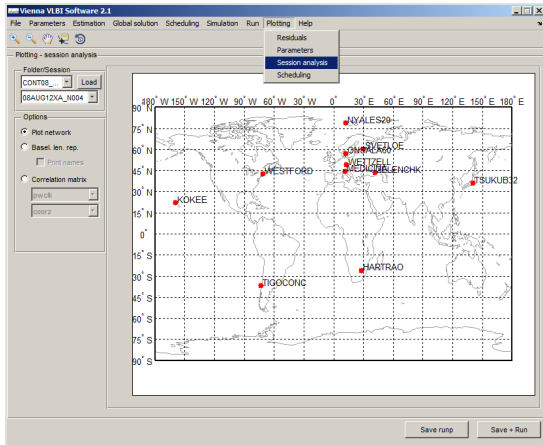 Vienna VLBI Software 2.1
File Parameters Estimation Global solution Scheduling Simulation Run Plotting Help
Residuals
Parameters
Session analysis
Scheduling
Plotting - session analysis
Folder/Session
CONT08_... Load
08AUG12XA_N004
Options
Plot network
Basel. len. rep.
Print names
Correlation matrix
pwclk
coorz
180° W 150° W 120° W 90° W 60° W 30° W 0° 30° E 60° E 90° E 120° E 150° E 180° E
90° N
75° N
60° N
45° N
30° N
15° N
0°
15° S
30° S
45° S
60° S
75° S
90° S
NYALES20
SVETLOE
ONSALA60
WETTZELL
MEDICINA
ZELENCHK
WESTFORD
TSUKUB32
KOKEE
HARTRAO
TIGOCONC
Save runp Save + Run